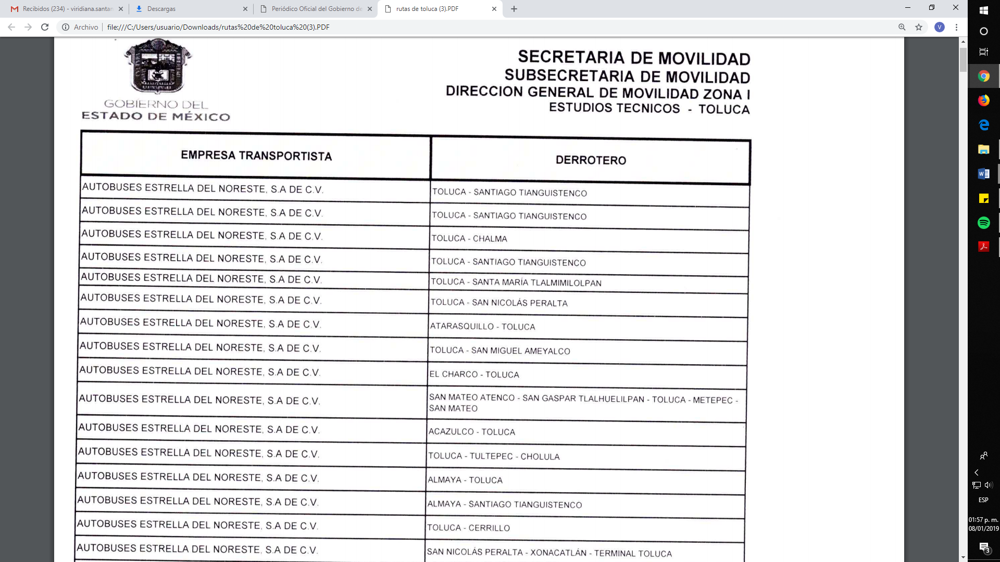 Recibidos (234) - viridiana.santan
Descargas
Periódico Oficial del Gobierno de
rutas de toluca (3).PDF
Archivo
file:///C:/Users/usuario/Downloads/rutas%20de%20toluca%20(3).PDF
V
GOBIERNO DEL
ESTADO DE MÉXICO
SECRETARIA DE MOVILIDAD
SUBSECRETARIA DE MOVILIDAD
DIRECCION GENERAL DE MOVILIDAD ZONA I
ESTUDIOS TECNICOS - TOLUCA
EMPRESA TRANSPORTISTA DERROTERO
AUTOBUSES ESTRELLA DEL NORESTE, S.A DE C.V. TOLUCA - SANTIAGO TIANGUISTENCO
AUTOBUSES ESTRELLA DEL NORESTE, S.A DE C.V. TOLUCA - SANTIAGO TIANGUISTENCO
AUTOBUSES ESTRELLA DEL NORESTE, S.A DE C.V. TOLUCA - CHALMA
AUTOBUSES ESTRELLA DEL NORESTE, S.A DE C.V. TOLUCA - SANTIAGO TIANGUISTENCO
AUTOBUSES ESTRELLA DEL NORESTE, S.A DE C.V. TOLUCA - SANTA MARÍA TLALMIMILOLPAN
AUTOBUSES ESTRELLA DEL NORESTE, S.A DE C.V. TOLUCA - SAN NICOLÁS PERALTA
AUTOBUSES ESTRELLA DEL NORESTE, S.A DE C.V. ATARASQUILLO - TOLUCA
AUTOBUSES ESTRELLA DEL NORESTE, S.A DE C.V. TOLUCA - SAN MIGUEL AMEYALCO
AUTOBUSES ESTRELLA DEL NORESTE, S.A DE C.V. EL CHARCO - TOLUCA
AUTOBUSES ESTRELLA DEL NORESTE, S.A DE C.V. SAN MATEO ATENCO - SAN GASPAR TLALHUELILPAN - TOLUCA - METEPEC -
SAN MATEO
AUTOBUSES ESTRELLA DEL NORESTE, S.A DE C.V. ACAZULCO - TOLUCA
AUTOBUSES ESTRELLA DEL NORESTE, S.A DE C.V. TOLUCA - TULTEPEC - CHOLULA
AUTOBUSES ESTRELLA DEL NORESTE, S.A DE C.V. ALMAYA - TOLUCA
AUTOBUSES ESTRELLA DEL NORESTE, S.A DE C.V. ALMAYA - SANTIAGO TIANGUISTENCO
AUTOBUSES ESTRELLA DEL NORESTE, S.A DE C.V. TOLUCA - CERRILLO
AUTOBUSES ESTRELLA DEL NORESTE, S.A DE C.V. SAN NICOLÁS PERALTA - XONACATLÁN - TERMINAL TOLUCA
ESP
01:57 p. m.
08/01/2019
3